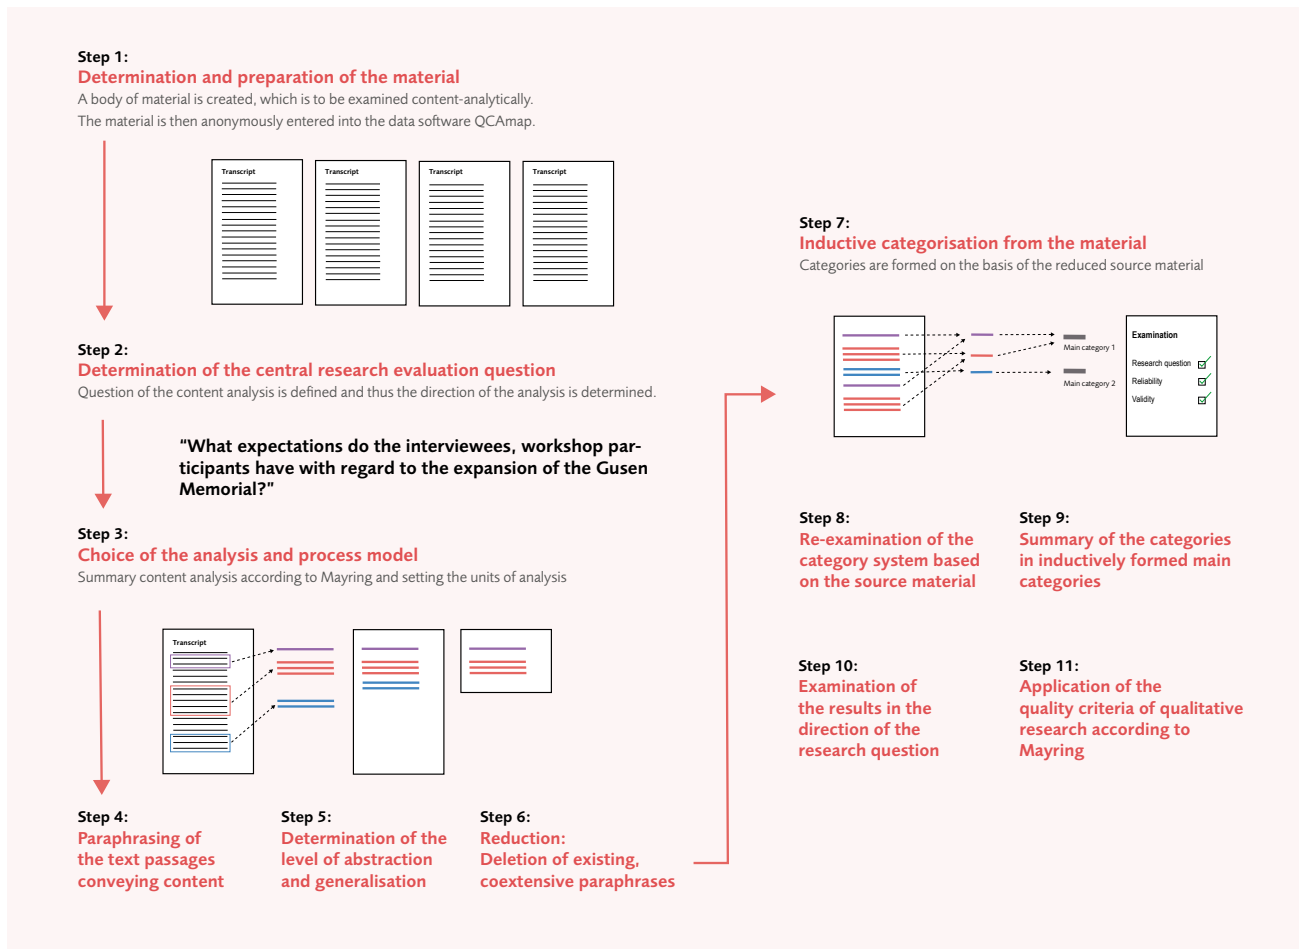 Step 1:
Determination and preparation of the material
A body of material is created, which is to be examined content-analytically.
The material is then anonymously entered into the data software QCAmap.
Transcript
Transcript
Transcript
Transcript
Step 2:
Determination of the central research evaluation question
Question of the content analysis is defined and thus the direction of the analysis is determined.
“What expectations do the interviewees, workshop par-
ticipants have with regard to the expansion of the Gusen
Memorial?”
Step 3:
Choice of the analysis and process model
Summary content analysis according to Mayring and setting the units of analysis
Transcript
Step 4:
Paraphrasing of
the text passages
conveying content
Step 5:
Determination of the
level of abstraction
and generalisation
Step 6:
Reduction:
Deletion of existing,
coextensive paraphrases
Step 7:
Inductive categorisation from the material
Categories are formed on the basis of the reduced source material
Main category 1
Main category 2
Examination
Research question
Reliability
Validity
Step 8:
Re-examination of the
category system based
on the source material
Step 9:
Summary of the categories
in inductively formed main
categories
Step 10:
Examination of
the results in the
direction of the
research question
Step 11:
Application of the
quality criteria of qualitative
research according to
Mayring